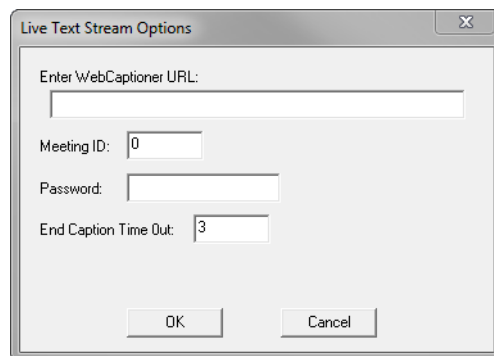 Live Text Stream Options
Enter WebCaptioner URL:
Meeting ID: 0
Password:
End Caption Time Out: 3
OK Cancel